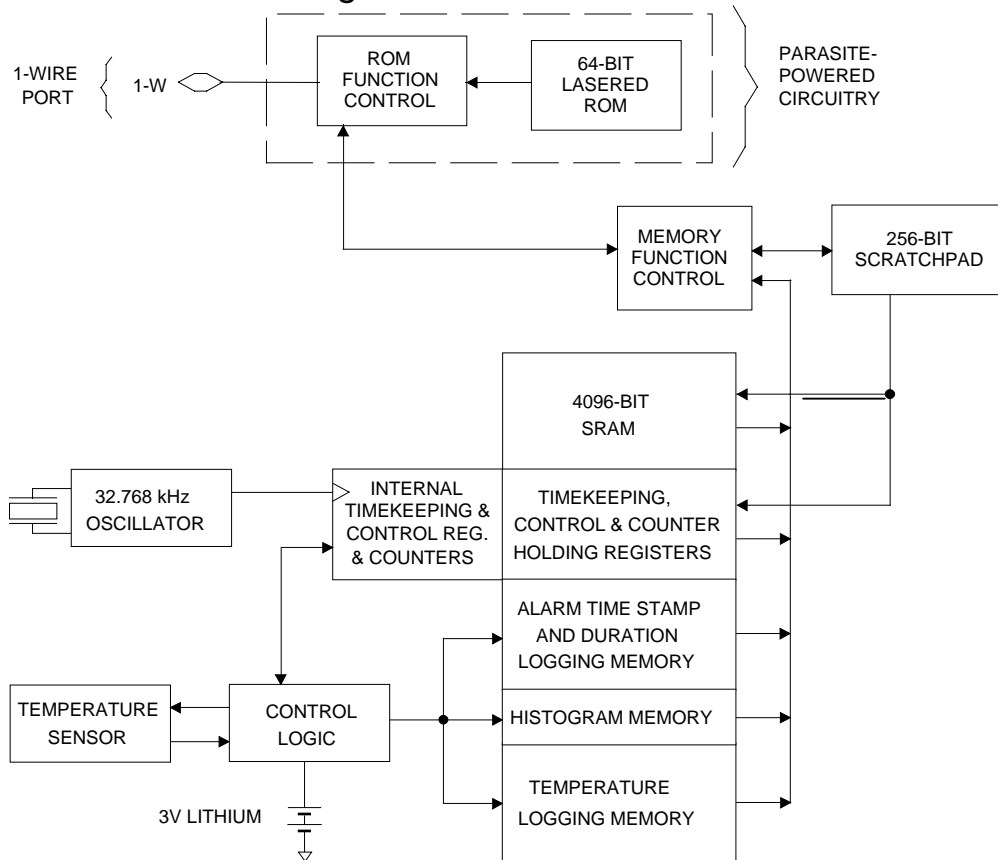 1-WIRE
PORT
1-W
ROM
FUNCTION
CONTROL
64-BIT
LASERED
ROM
PARASITE-
POWERED
CIRCUITRY
MEMORY
FUNCTION
CONTROL
256-BIT
SCRATCHPAD
4096-BIT
SRAM
32.768 kHz
OSCILLATOR
INTERNAL
TIMEKEEPING &
CONTROL REG.
& COUNTERS
TIMEKEEPING,
CONTROL & COUNTER
HOLDING REGISTERS
ALARM TIME STAMP
AND DURATION
LOGGING MEMORY
TEMPERATURE
SENSOR
CONTROL
LOGIC
HISTOGRAM MEMORY
TEMPERATURE
LOGGING MEMORY
3V LITHIUM